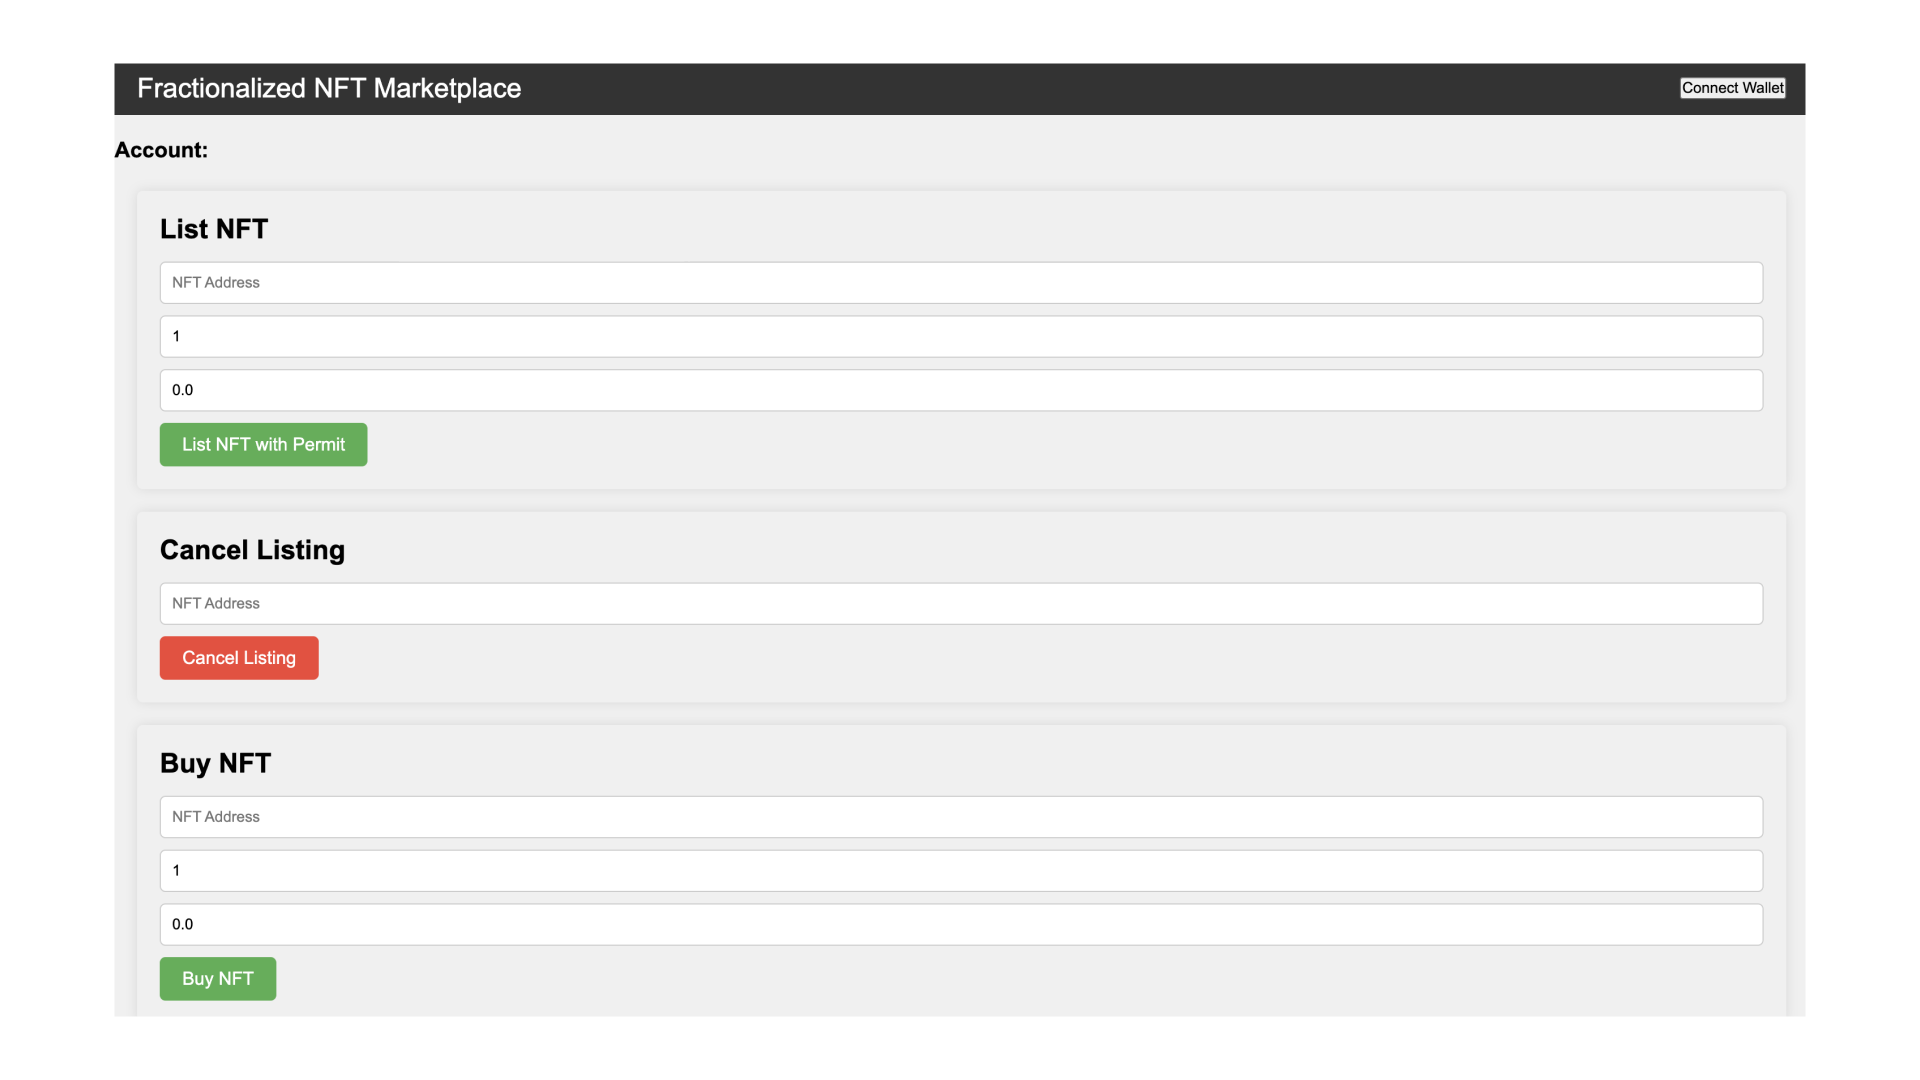 Fractionalized NFT Marketplace
Connect Wallet
Account:
List NFT
NFT Address
1
0.0
List NFT with Permit
Cancel Listing
NFT Address
Cancel Listing
Buy NFT
NFT Address
1
0.0
Buy NFT